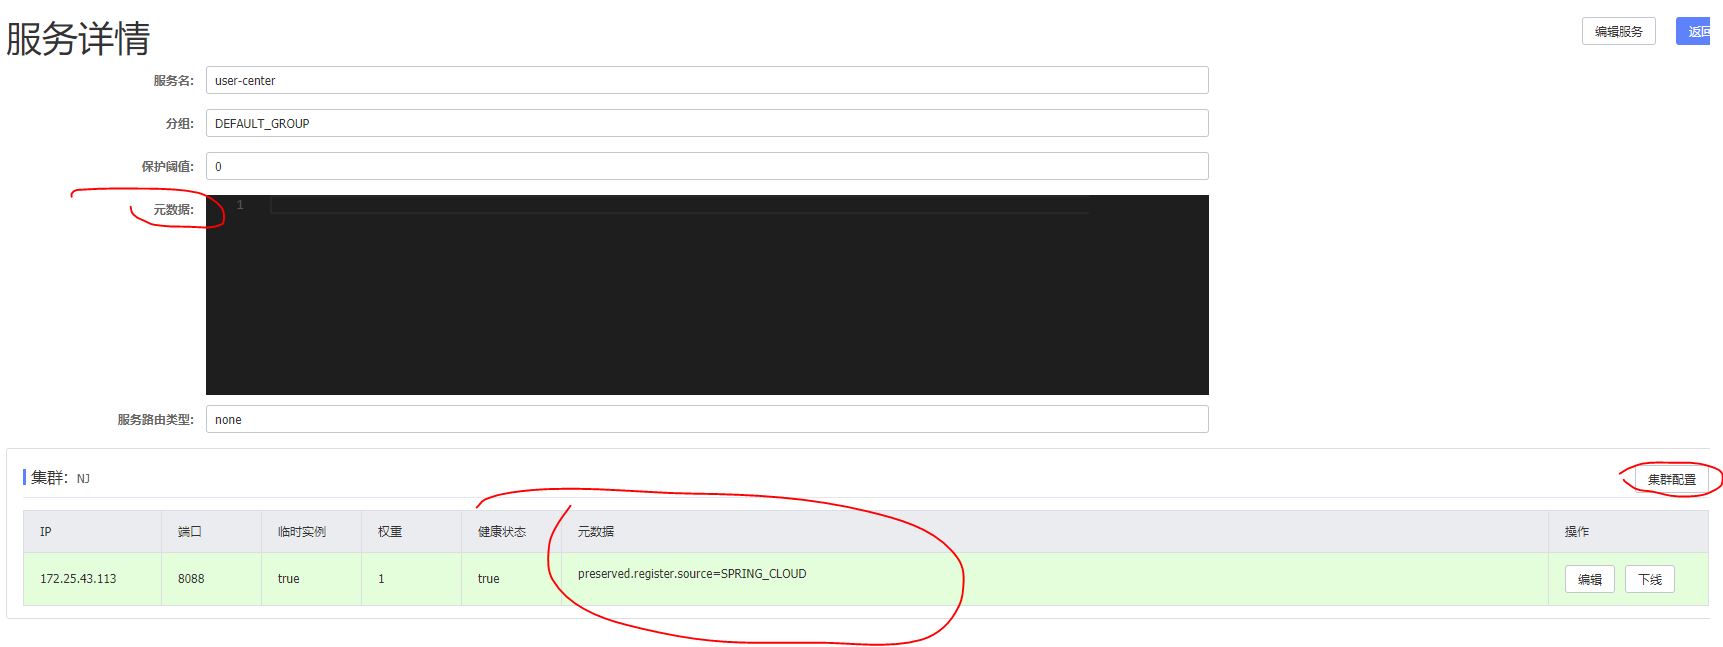 服务详情
编辑服务
返回
服务名: user-center
分组: DEFAULT_GROUP
保护阈值: 0
元数据: 1
服务路由类型: none
集群: NJ
集群配置
IP 端口 临时实例 权重 健康状态 元数据 操作
172.25.43.113 8088 true 1 true preserved.register.source=SPRING_CLOUD 编辑 下线